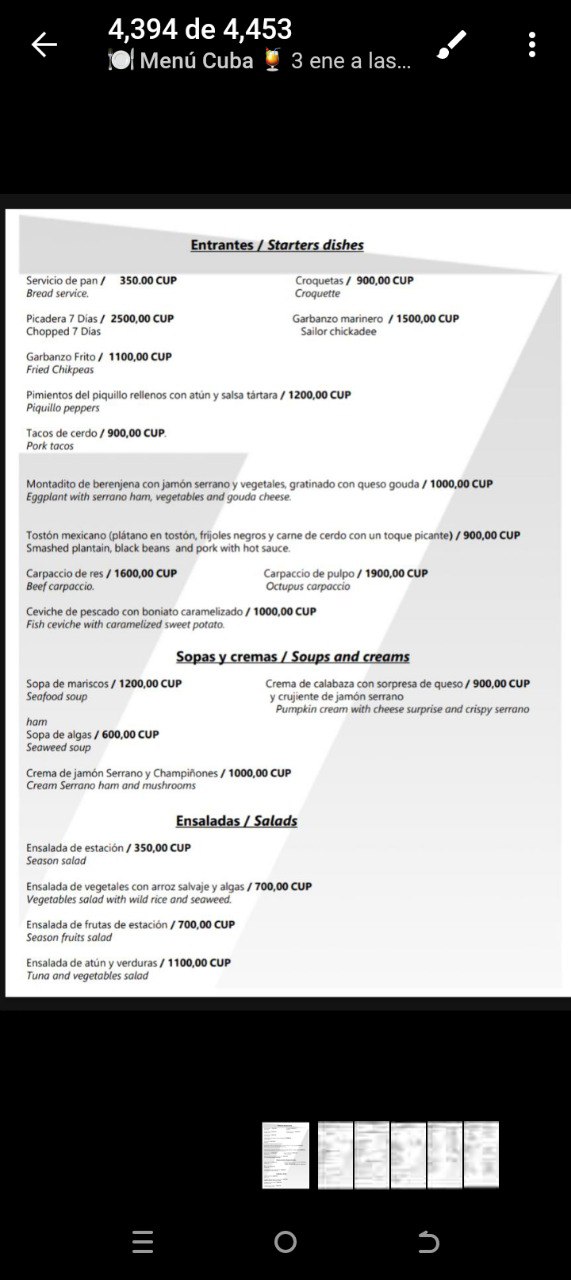 4,394 de 4,453
🍽️ Menú Cuba 🍹 3 ene a las...
Entrantes / Starters dishes
Servicio de pan / 350.00 CUP
Bread service.
Croquetas / 900,00 CUP
Croquette
Picadera 7 Días / 2500,00 CUP
Chopped 7 Dias
Garbanzo marinero / 1500,00 CUP
Sailor chickadee
Garbanzo Frito / 1100,00 CUP
Fried Chikpeas
Pimientos del piquillo rellenos con atún y salsa tártara / 1200,00 CUP
Piquillo peppers
Tacos de cerdo / 900,00 CUP.
Pork tacos
Montadito de berenjena con jamón serrano y vegetales, gratinado con queso gouda / 1000,00 CUP
Eggplant with serrano ham, vegetables and gouda cheese.
Tostón mexicano (plátano en tostón, frijoles negros y carne de cerdo con un toque picante) / 900,00 CUP
Smashed plantain, black beans and pork with hot sauce.
Carpaccio de res / 1600,00 CUP
Beef carpaccio.
Carpaccio de pulpo / 1900,00 CUP
Octupus carpaccio
Ceviche de pescado con boniato caramelizado / 1000,00 CUP
Fish ceviche with caramelized sweet potato.
Sopas y cremas / Soups and creams
Sopa de mariscos / 1200,00 CUP
Seafood soup
Crema de calabaza con sorpresa de queso / 900,00 CUP
y crujiente de jamón serrano
Pumpkin cream with cheese surprise and crispy serrano
ham
Sopa de algas / 600,00 CUP
Seaweed soup
Crema de jamón Serrano y Champiñones / 1000,00 CUP
Cream Serrano ham and mushrooms
Ensaladas / Salads
Ensalada de estación / 350,00 CUP
Season salad
Ensalada de vegetales con arroz salvaje y algas / 700,00 CUP
Vegetables salad with wild rice and seaweed.
Ensalada de frutas de estación / 700,00 CUP
Season fruits salad
Ensalada de atún y verduras / 1100,00 CUP
Tuna and vegetables salad